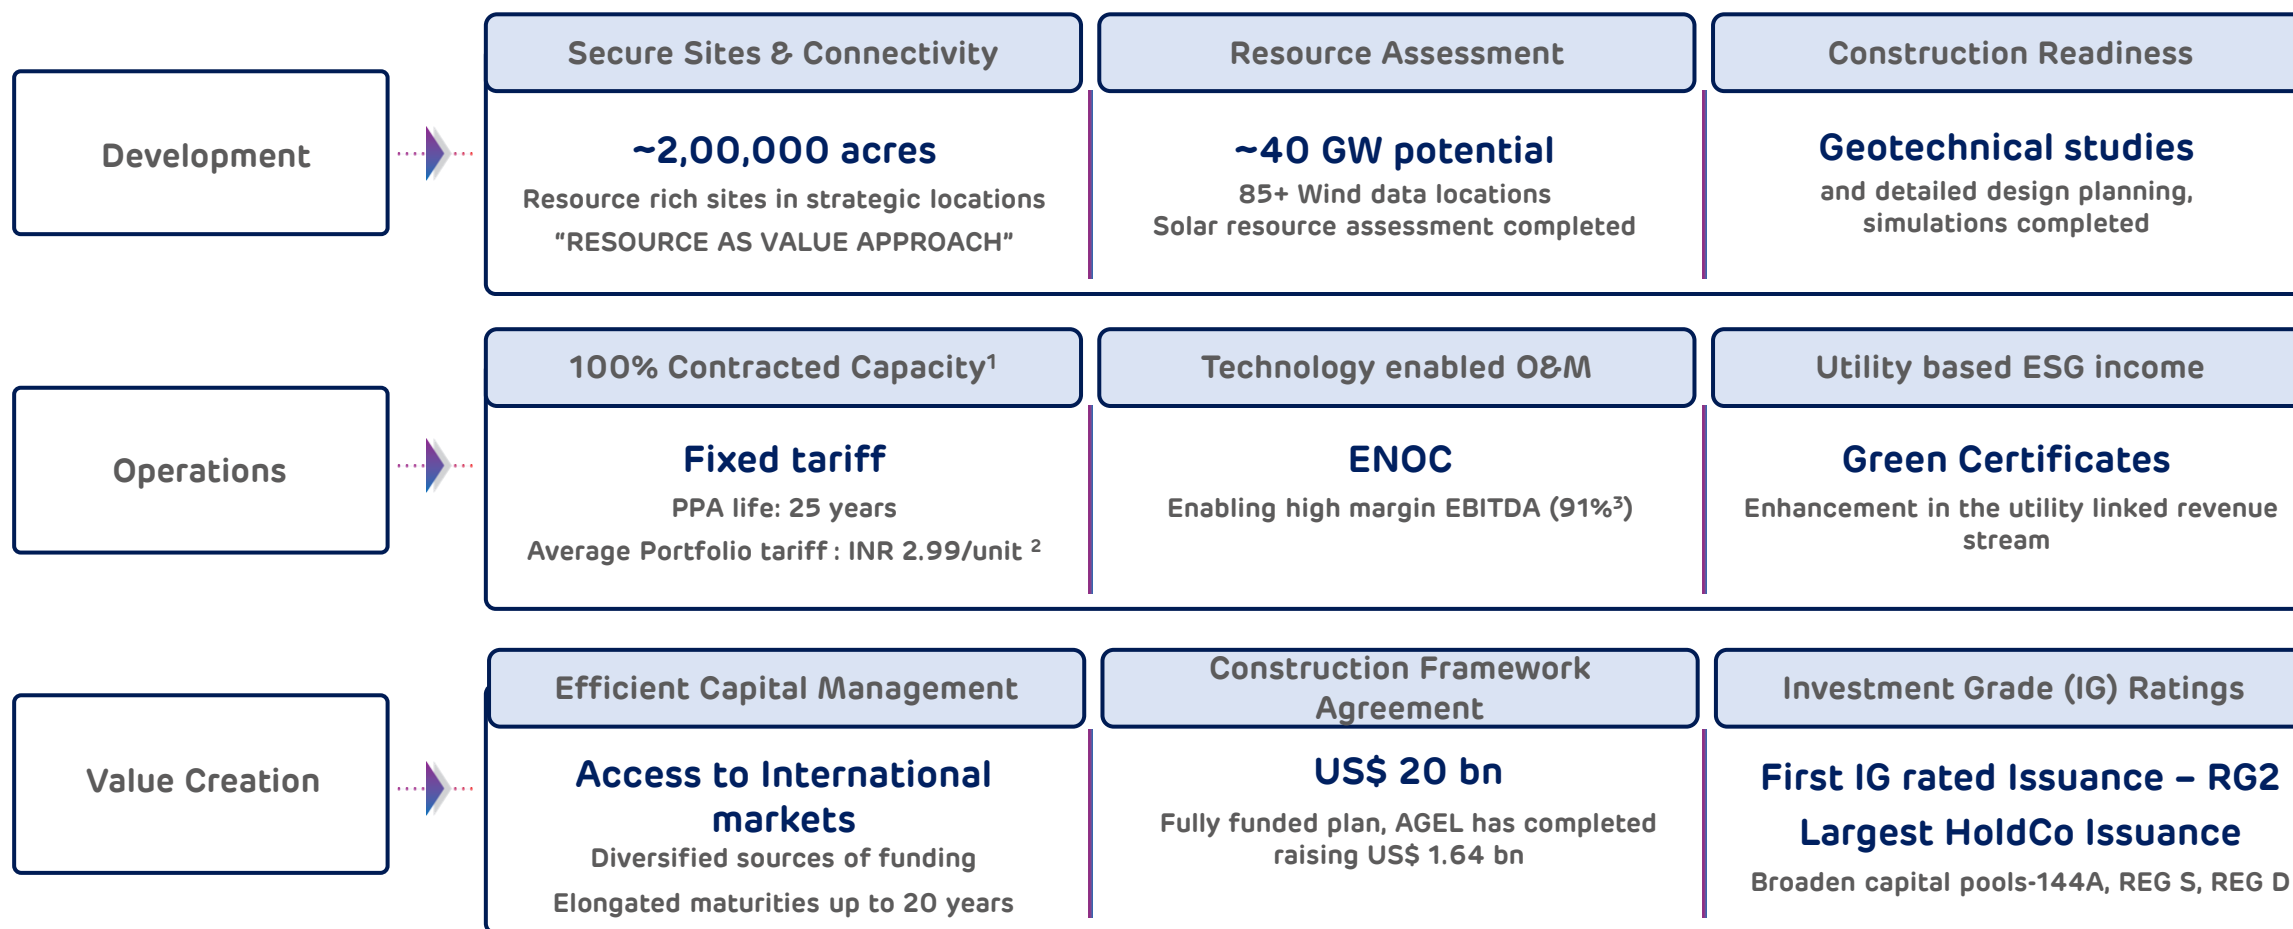 Development
Secure Sites & Connectivity
~2,00,000 acres
Resource rich sites in strategic locations
“RESOURCE AS VALUE APPROACH”
Resource Assessment
~40 GW potential
85+ Wind data locations
Solar resource assessment completed
Construction Readiness
Geotechnical studies
and detailed design planning,
simulations completed
Operations
100% Contracted Capacity¹
Fixed tariff
PPA life: 25 years
Average Portfolio tariff : INR 2.99/unit ²
Technology enabled O&M
ENOC
Enabling high margin EBITDA (91%³)
Utility based ESG income
Green Certificates
Enhancement in the utility linked revenue
stream
Value Creation
Efficient Capital Management
Access to International
markets
Diversified sources of funding
Elongated maturities up to 20 years
Construction Framework
Agreement
US$ 20 bn
Fully funded plan, AGEL has completed
raising US$ 1.64 bn
Investment Grade (IG) Ratings
First IG rated Issuance – RG2
Largest HoldCo Issuance
Broaden capital pools-144A, REG S, REG D